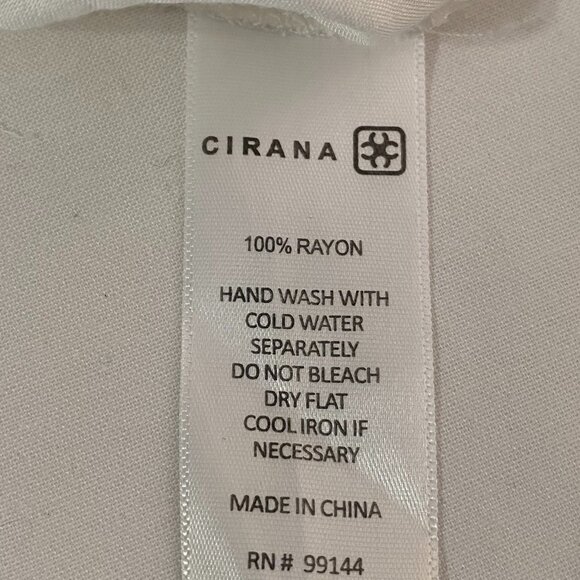 CIRANA
100% RAYON
HAND WASH WITH
COLD WATER
SEPARATELY
DO NOT BLEACH
DRY FLAT
COOL IRON IF
NECESSARY
MADE IN CHINA
RN # 99144